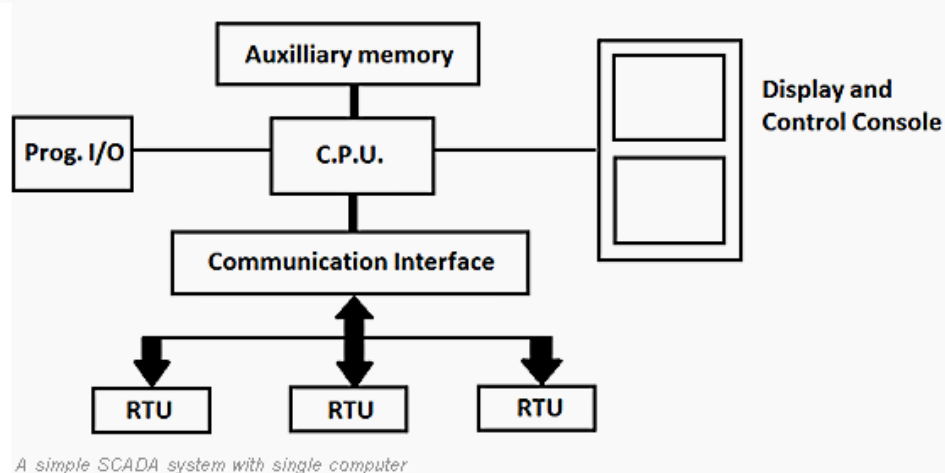 Auxilliary memory
Display and
Control Console
Prog. I/O
C.P.U.
Communication Interface
RTU
RTU
RTU
A simple SCADA system with single computer